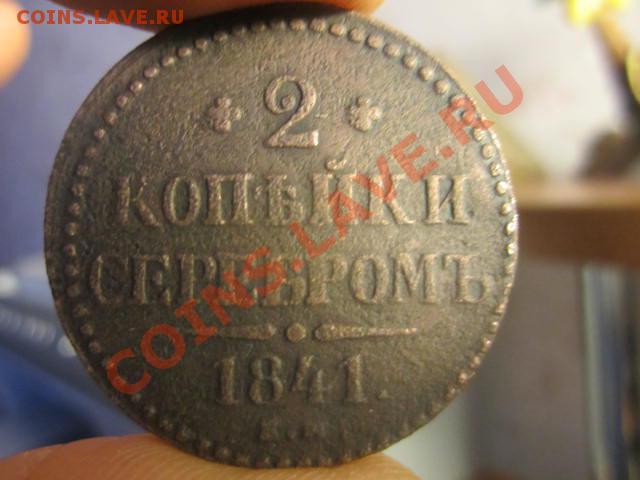 COINS.LAVE.RU
2
КОПѢЙКИ
СЕРЕБРОМЪ
1841.
COINS.LAVE.RU